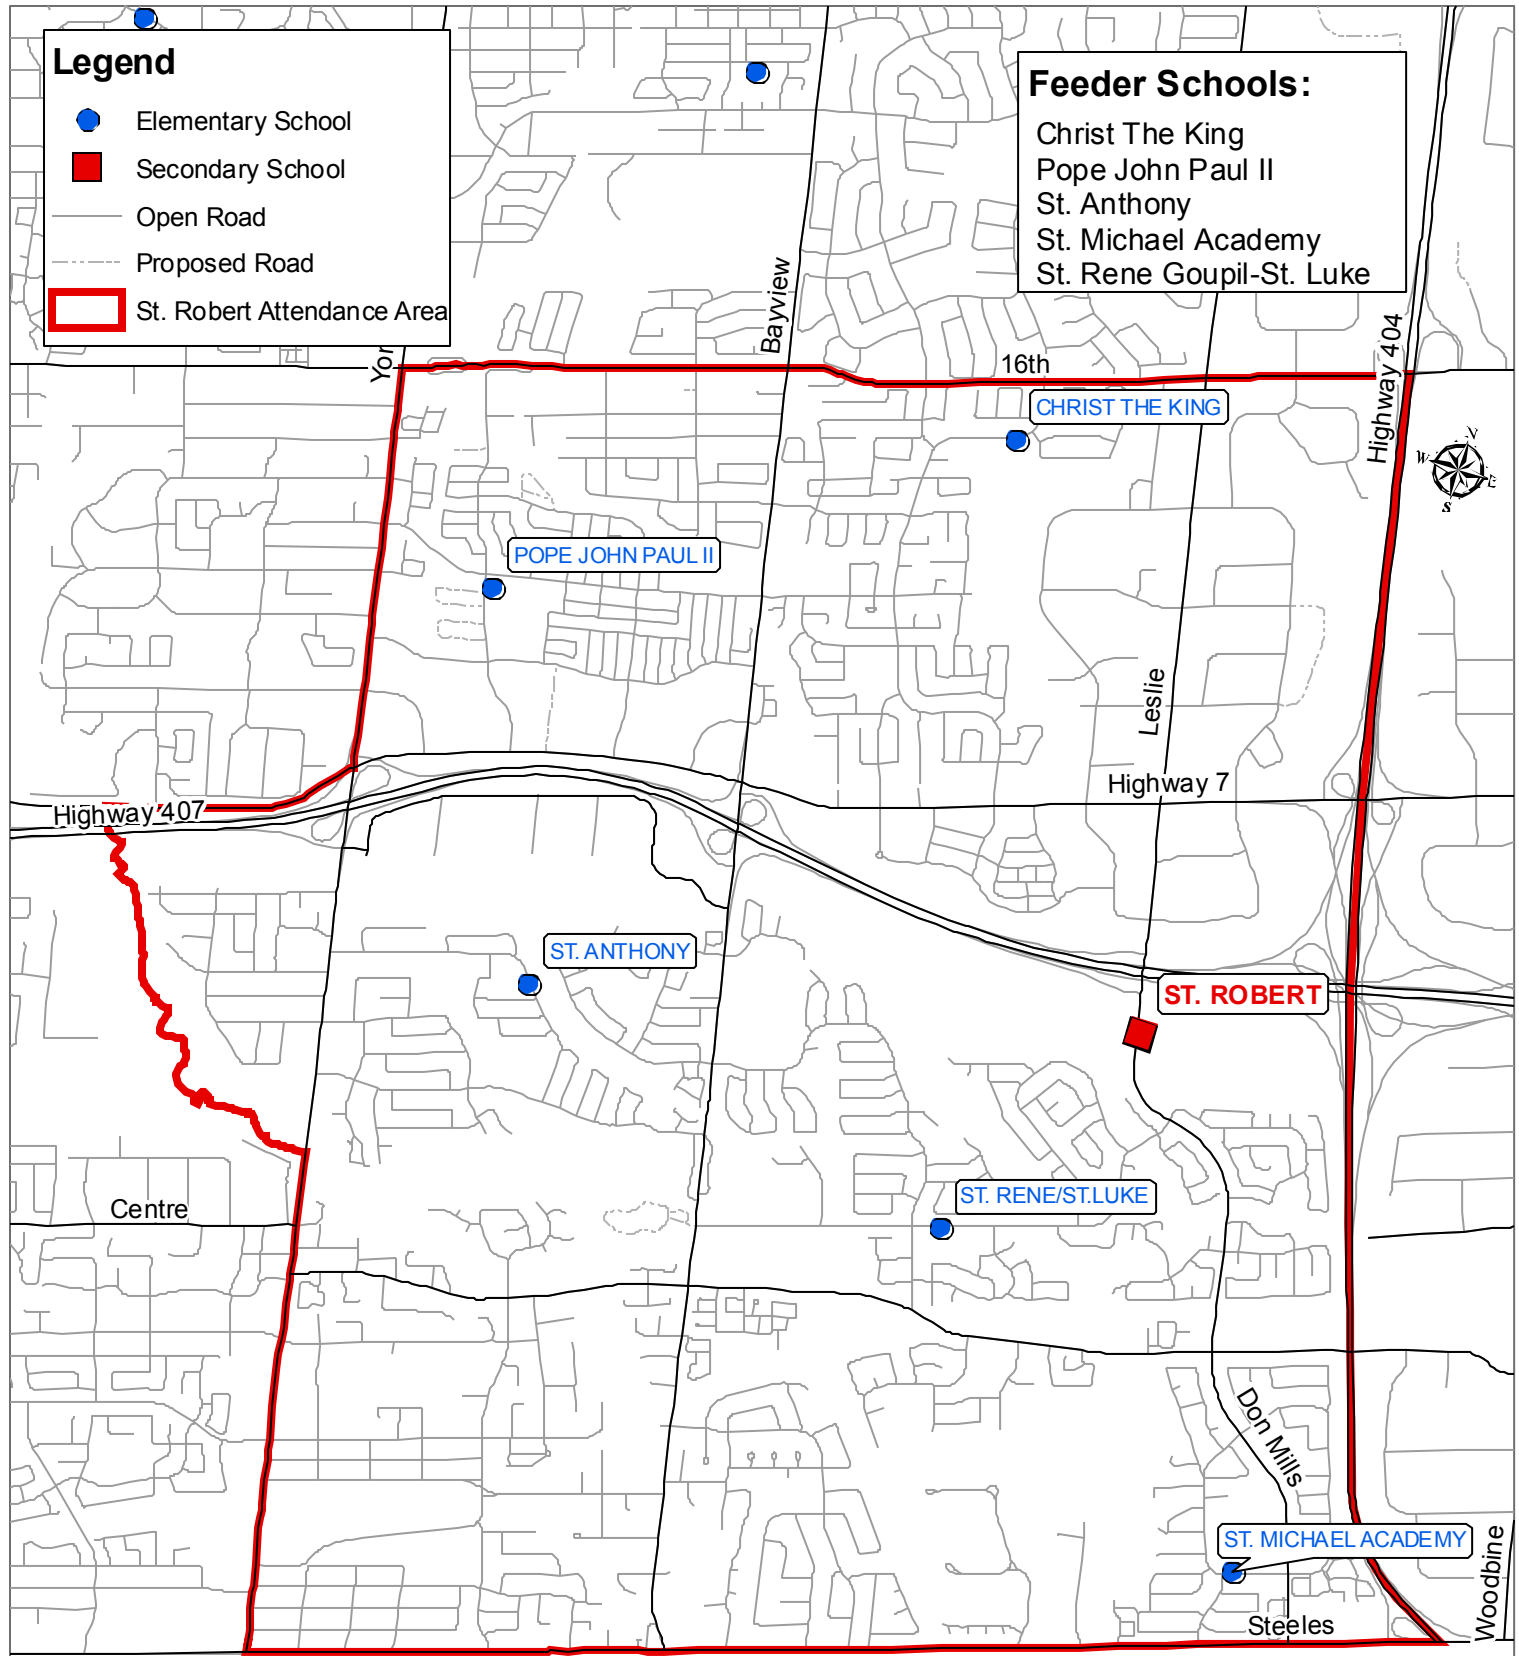 Legend
Elementary School
Secondary School
Open Road
Proposed Road
St. Robert Attendance Area
Feeder Schools:
Christ The King
Pope John Paul II
St. Anthony
St. Michael Academy
St. Rene Goupil-St. Luke
Bayview
Yor
16th
Highway 404
CHRIST THE KING
N
W
E
S
POPE JOHN PAUL II
Leslie
Highway 7
Highway 407
ST. ANTHONY
ST. ROBERT
ST. RENE/ST.LUKE
Centre
Don Mills
ST. MICHAEL ACADEMY
Woodbine
Steeles